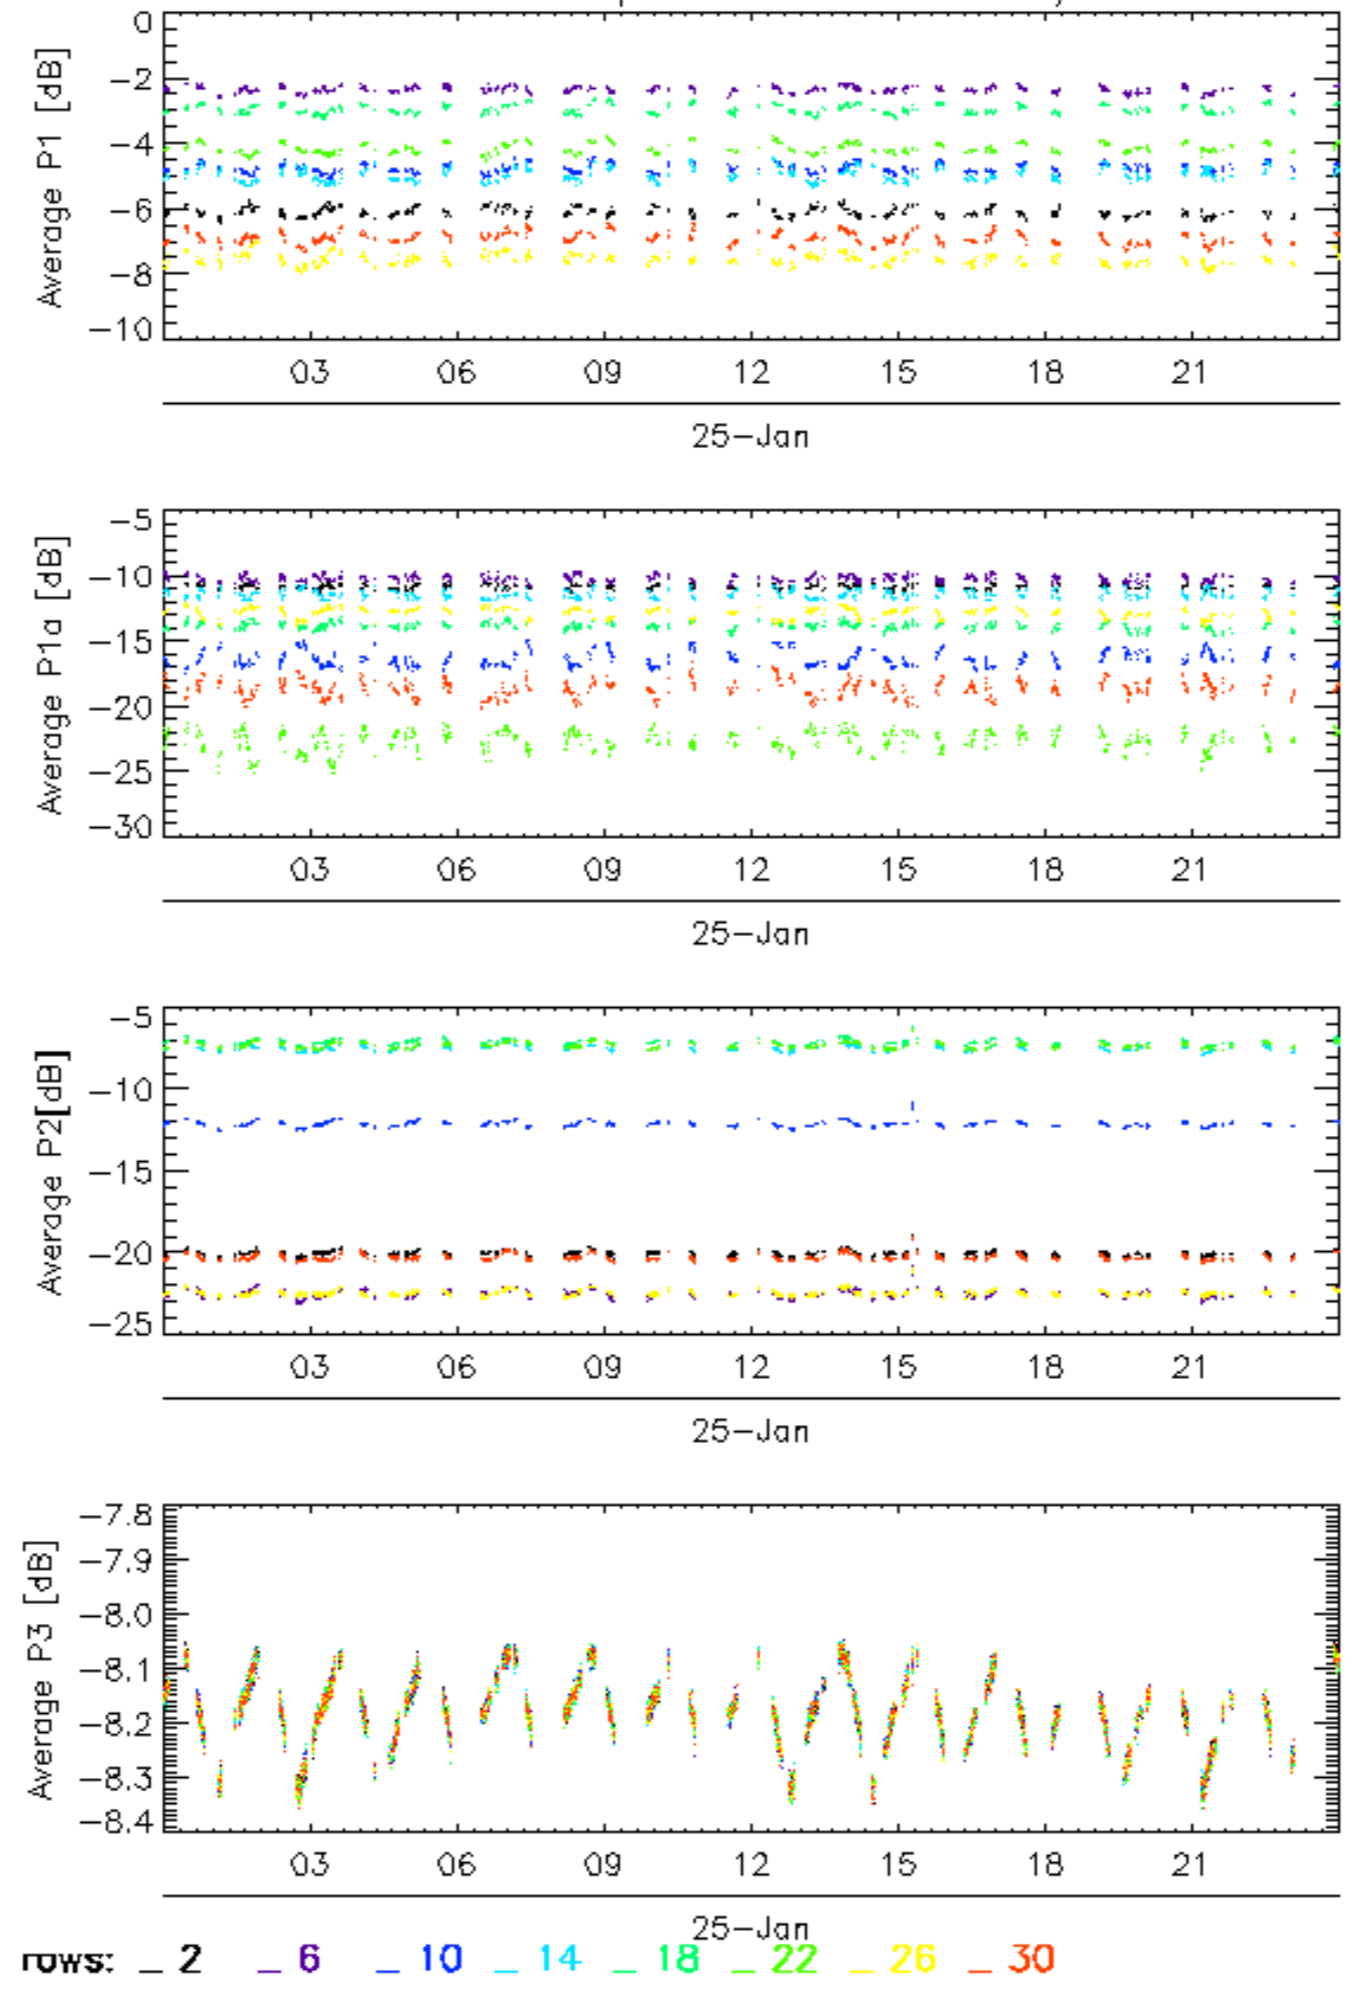 0
−2
−4
−6
−8
−10
Average P1 [dB]
03 06 09 12 15 18 21
25−Jan
−5
−10
−15
−20
−25
−30
Average P1a [dB]
03 06 09 12 15 18 21
25−Jan
−5
−10
−15
−20
−25
Average P2[dB]
03 06 09 12 15 18 21
25−Jan
−7.8
−7.9
−8.0
−8.1
−8.2
−8.3
−8.4
Average P3 [dB]
03 06 09 12 15 18 21
25−Jan
rows: _ 2 _ 6 _ 10 _ 14 _ 18 _ 22 _ 26 _ 30